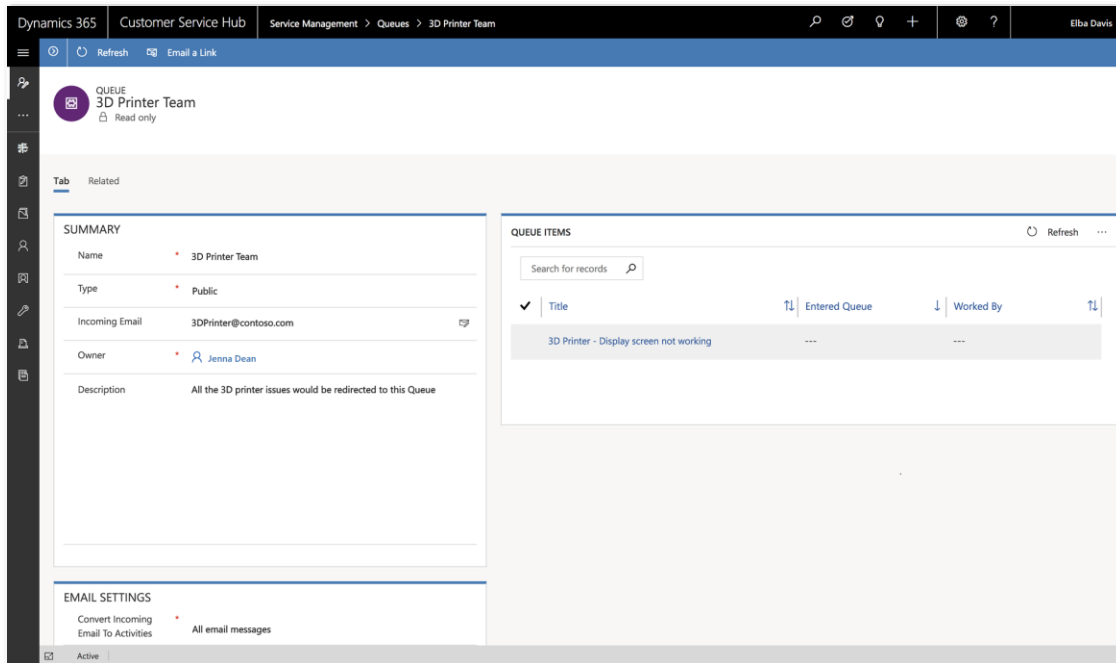 Dynamics 365 Customer Service Hub Service Management > Queues > 3D Printer Team + ? Elba Davis
Refresh Email a Link
QUEUE
3D Printer Team
Read only
Tab Related
SUMMARY
Name * 3D Printer Team
Type * Public
Incoming Email 3DPrinter@contoso.com
Owner * Jenna Dean
Description All the 3D printer issues would be redirected to this Queue
QUEUE ITEMS Refresh ...
Search for records
Title Entered Queue Worked By
3D Printer - Display screen not working --- ---
EMAIL SETTINGS
Convert Incoming *
Email To Activities All email messages
Active